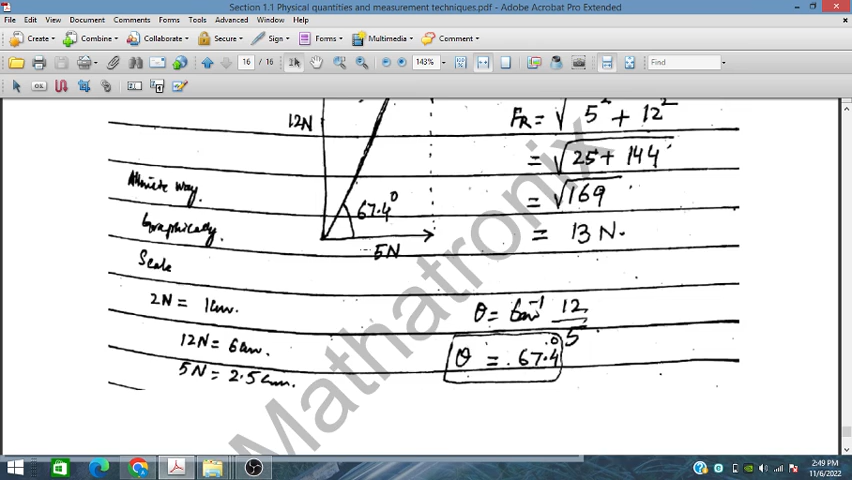 Section 1.1 Physical quantities and measurement techniques.pdf - Adobe Acrobat Pro Extended
File Edit View Document Comments Forms Tools Advanced Window Help
Create Combine Collaborate Secure Sign Forms Multimedia Comment
16 / 16 143% Find
12N
FR = √5² + 12²
= √25 + 144
= √169
= 13 N.
67.4°
5N
way.
Graphically.
Scale
2N = 1cm.
12N = 6cm.
5N = 2.5cm.
θ = tan⁻¹ 12
5
θ = 67.4°
Mathatronix
2:49 PM
11/6/2022